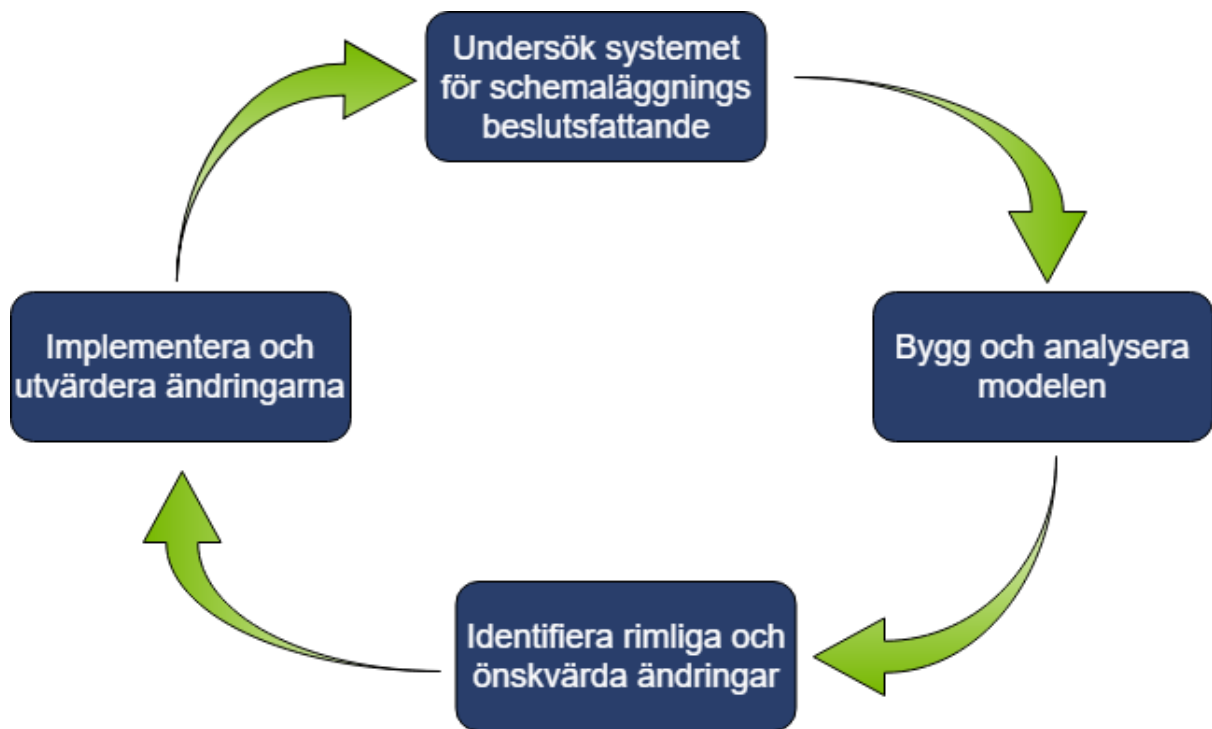 Undersök systemet
för schemaläggnings
beslutsfattande
Bygg och analysera
modelen
Identifiera rimliga och
önskvärda ändringar
Implementera och
utvärdera ändringarna